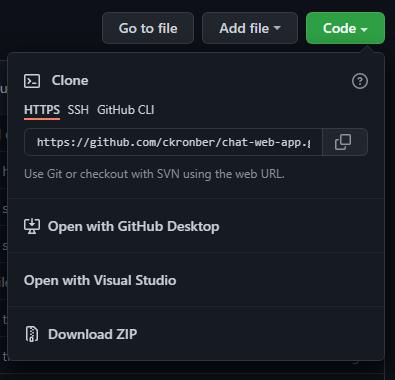 Go to file Add file Code
Clone
HTTPS SSH GitHub CLI
https://github.com/ckronber/chat-web-app.g
Use Git or checkout with SVN using the web URL.
Open with GitHub Desktop
Open with Visual Studio
Download ZIP